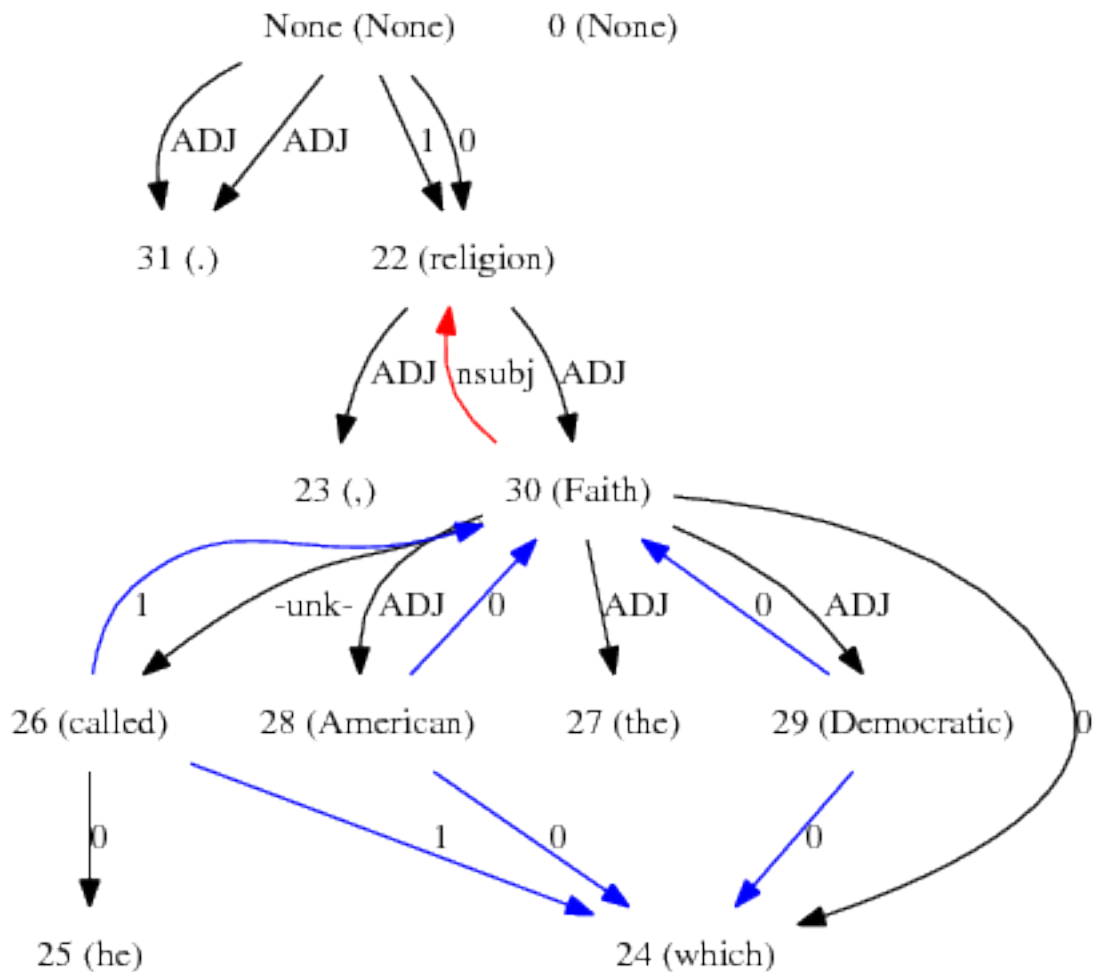 None (None) 0 (None)
ADJ ADJ 1 0
31 (.) 22 (religion)
ADJ nsubj ADJ
23 (,) 30 (Faith)
1 -unk- ADJ 0 ADJ 0 ADJ
26 (called) 28 (American) 27 (the) 29 (Democratic) 0
0 1 0 0
25 (he) 24 (which)